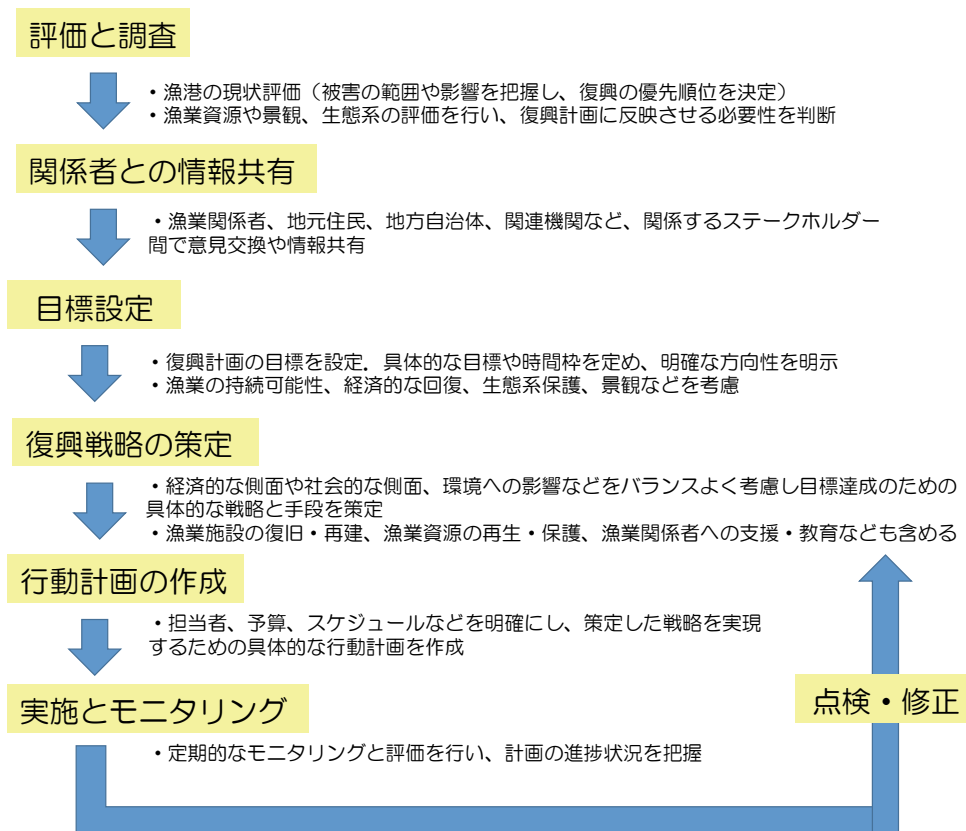 評価と調査
・漁港の現状評価（被害の範囲や影響を把握し、復興の優先順位を決定）
・漁業資源や景観、生態系の評価を行い、復興計画に反映させる必要性を判断
関係者との情報共有
・漁業関係者、地元住民、地方自治体、関連機関など、関係するステークホルダー
間で意見交換や情報共有
目標設定
・復興計画の目標を設定．具体的な目標や時間枠を定め、明確な方向性を明示
・漁業の持続可能性、経済的な回復、生態系保護、景観などを考慮
復興戦略の策定
・経済的な側面や社会的な側面、環境への影響などをバランスよく考慮し目標達成のための
具体的な戦略と手段を策定
・漁業施設の復旧・再建、漁業資源の再生・保護、漁業関係者への支援・教育なども含める
行動計画の作成
・担当者、予算、スケジュールなどを明確にし、策定した戦略を実現
するための具体的な行動計画を作成
実施とモニタリング
点検・修正
・定期的なモニタリングと評価を行い、計画の進捗状況を把握